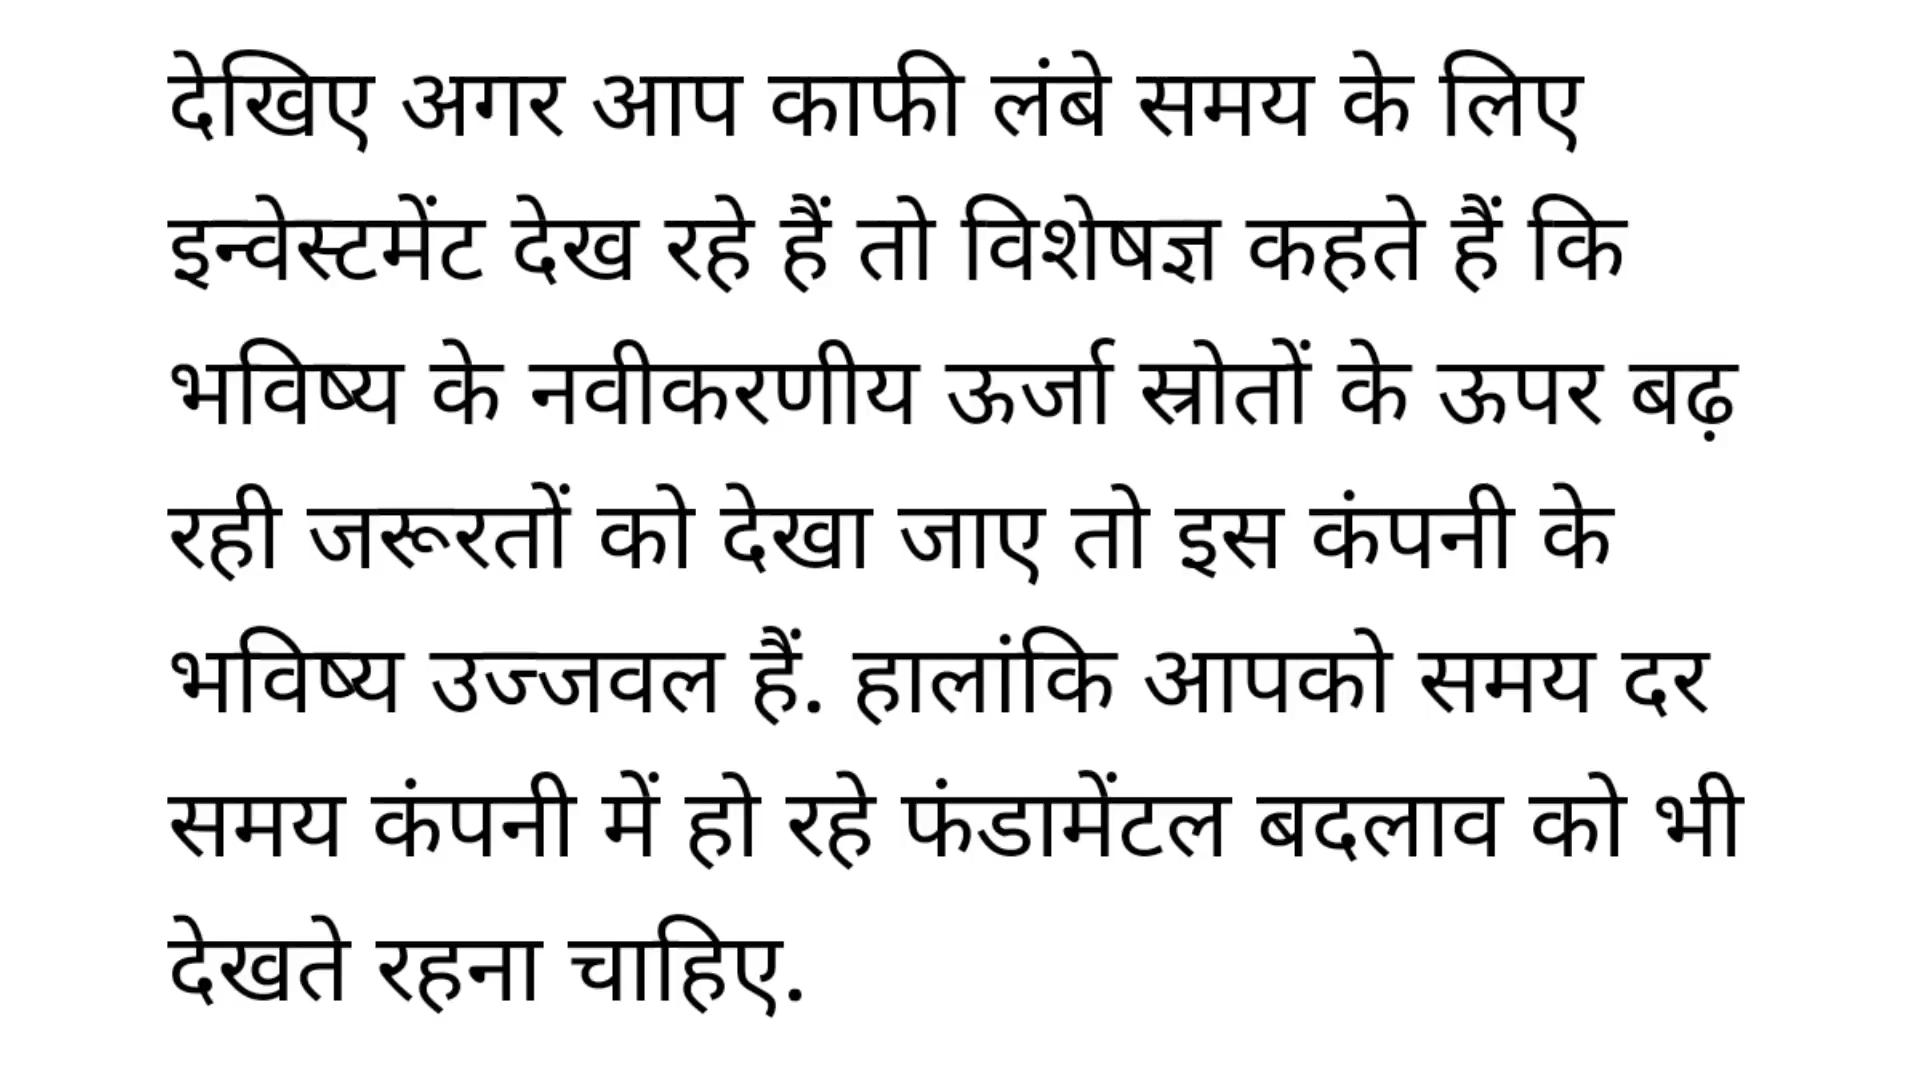 देखिए अगर आप काफी लंबे समय के लिए
इन्वेस्टमेंट देख रहे हैं तो विशेषज्ञ कहते हैं कि
भविष्य के नवीकरणीय ऊर्जा स्रोतों के ऊपर बढ़
रही जरूरतों को देखा जाए तो इस कंपनी के
भविष्य उज्जवल हैं. हालांकि आपको समय दर
समय कंपनी में हो रहे फंडामेंटल बदलाव को भी
देखते रहना चाहिए.